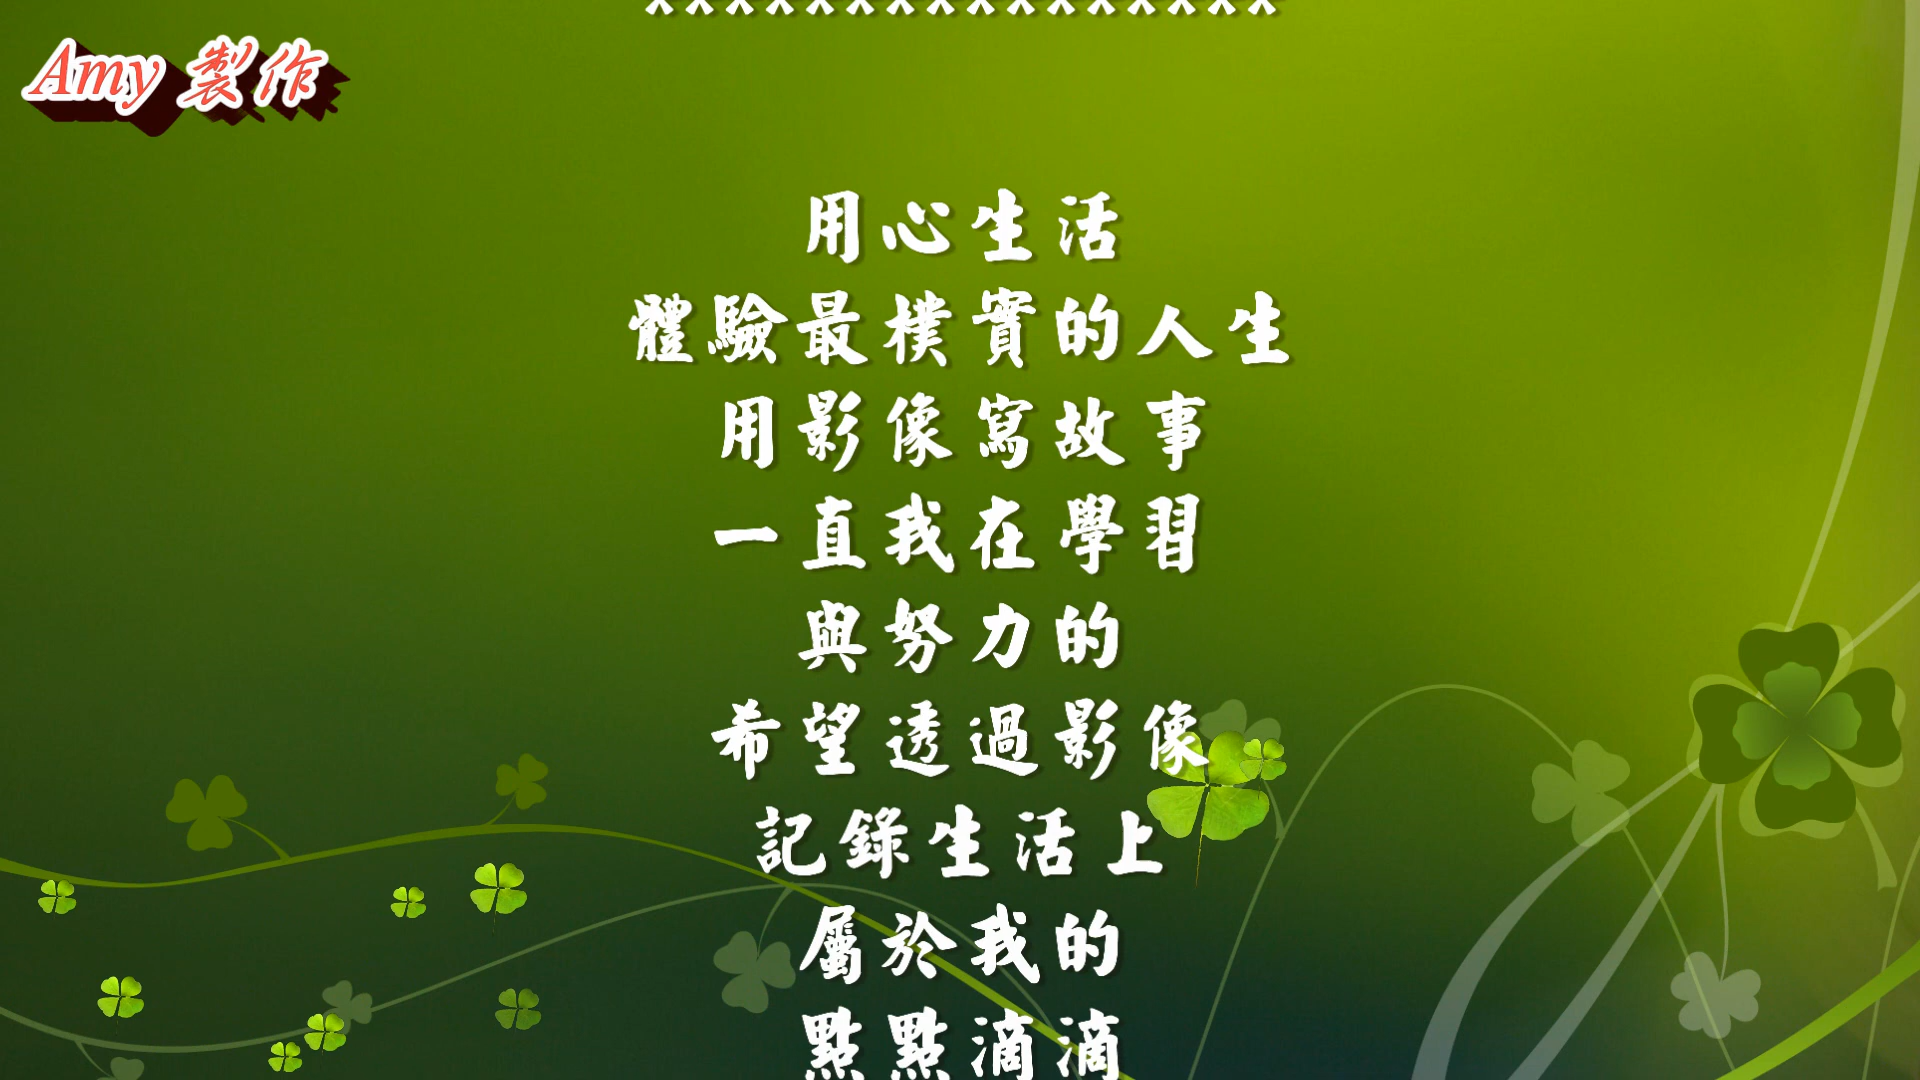 Amy 製作
用心生活
體驗最樸實的人生
用影像寫故事
一直我在學習
與努力的
希望透過影像
記錄生活上
屬於我的
點點滴滴